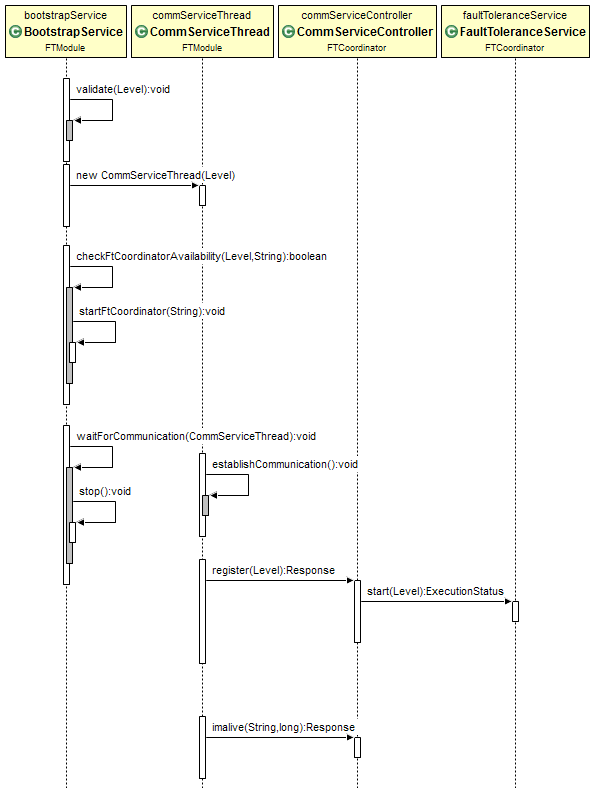 bootstrapService
BootstrapService
FTModule
commServiceThread
CommServiceThread
FTModule
commServiceController
CommServiceController
FTCoordinator
faultToleranceService
FaultToleranceService
FTCoordinator
validate(Level):void
new CommServiceThread(Level)
checkFtCoordinatorAvailability(Level,String):boolean
startFtCoordinator(String):void
waitForCommunication(CommServiceThread):void
establishCommunication():void
stop():void
register(Level):Response
start(Level):ExecutionStatus
imalive(String,long):Response